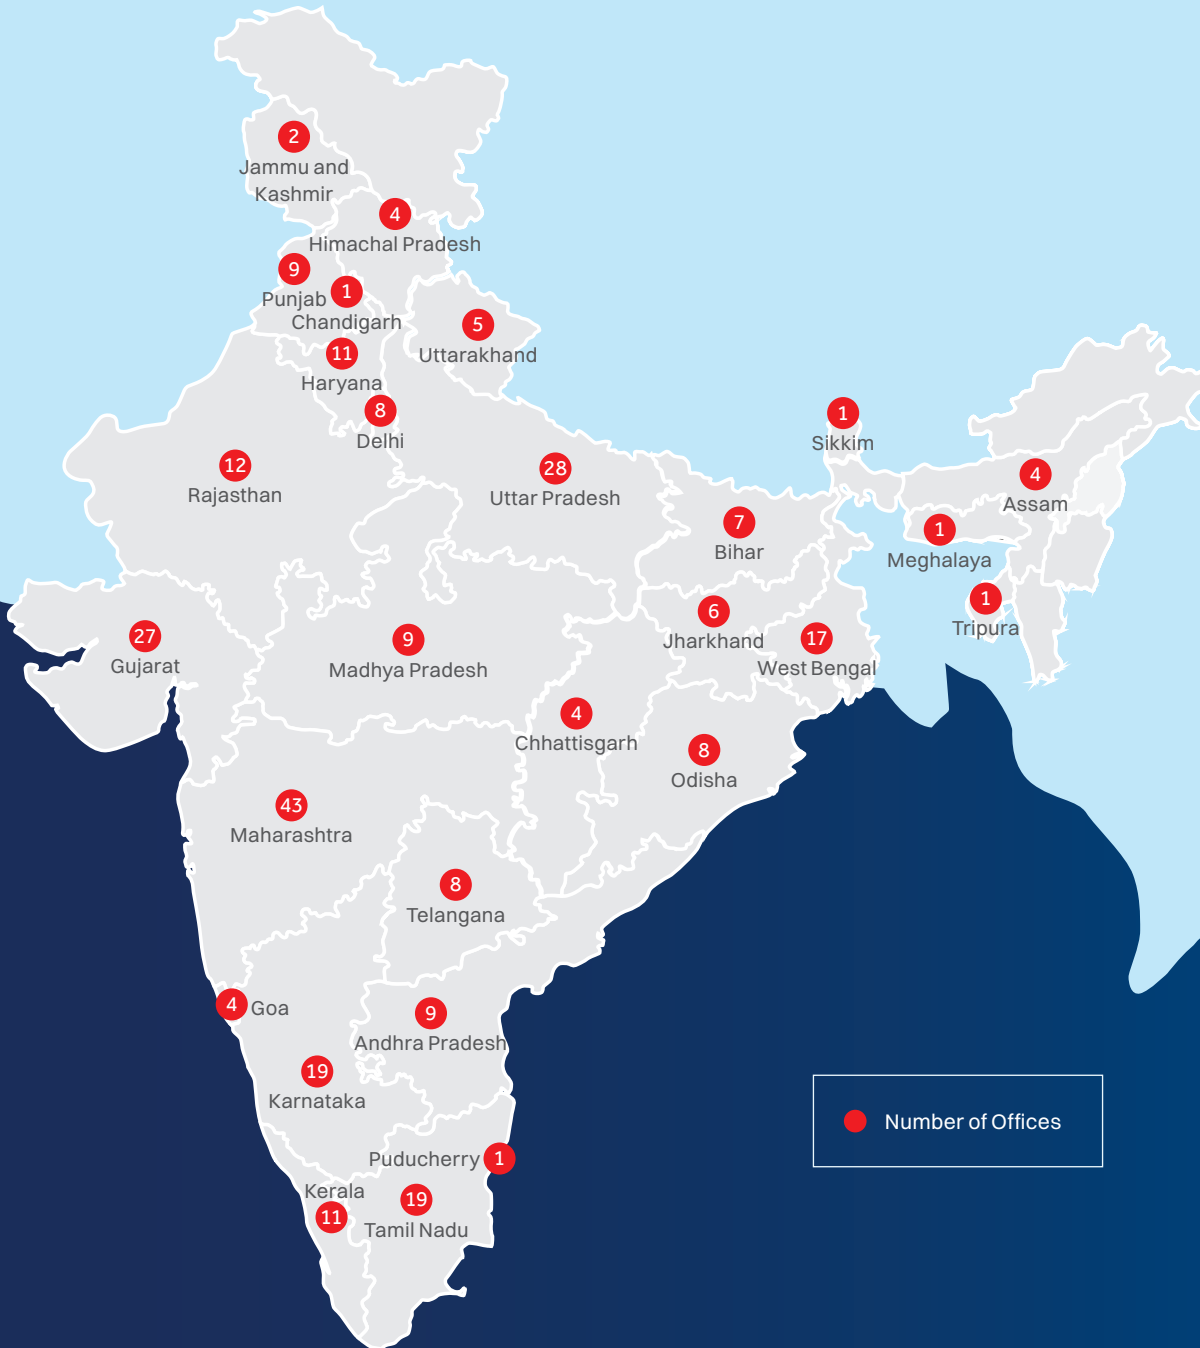 2
Jammu and
Kashmir
4
Himachal Pradesh
9
Punjab
1
Chandigarh
5
Uttarakhand
11
Haryana
8
Delhi
1
Sikkim
12
Rajasthan
28
Uttar Pradesh
4
Assam
7
Bihar
1
Meghalaya
1
Tripura
6
Jharkhand
27
Gujarat
9
Madhya Pradesh
17
West Bengal
4
Chhattisgarh
8
Odisha
43
Maharashtra
8
Telangana
4 Goa
9
Andhra Pradesh
19
Karnataka
Number of Offices
Puducherry 1
Kerala
11
19
Tamil Nadu